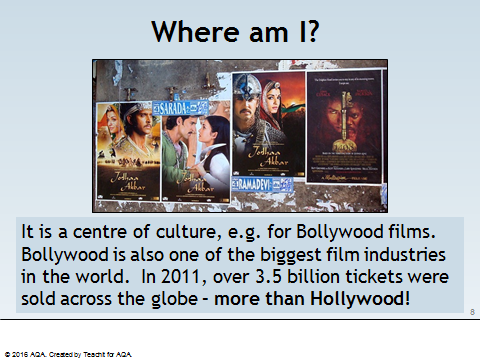 Where am I?
SARADA
Jodhaa
Akbar
Jodhaa
Akbar
Jodhaa
Akbar
RAMADEVI
It is a centre of culture, e.g. for Bollywood films.
Bollywood is also one of the biggest film industries
in the world.  In 2011, over 3.5 billion tickets were
sold across the globe – more than Hollywood!
8
© 2016 AQA. Created by Teachit for AQA.